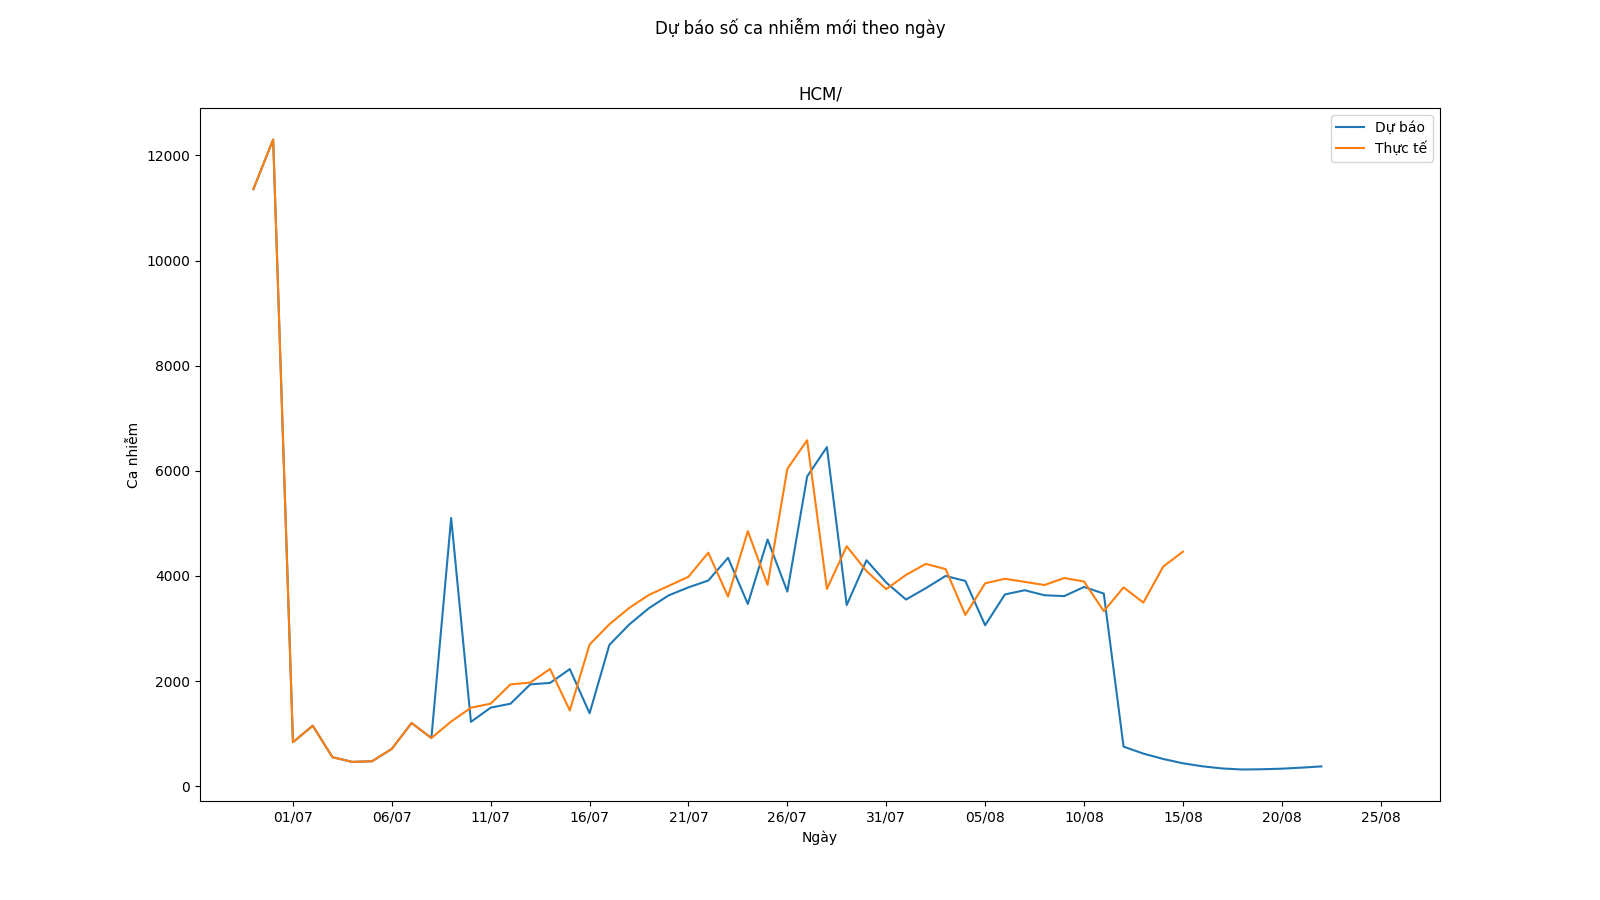 Dự báo số ca nhiễm mới theo ngày
HCM/
Dự báo
Thực tế
12000
10000
8000
6000
4000
2000
0
Ca nhiễm
01/07 06/07 11/07 16/07 21/07 26/07 31/07 05/08 10/08 15/08 20/08 25/08
Ngày